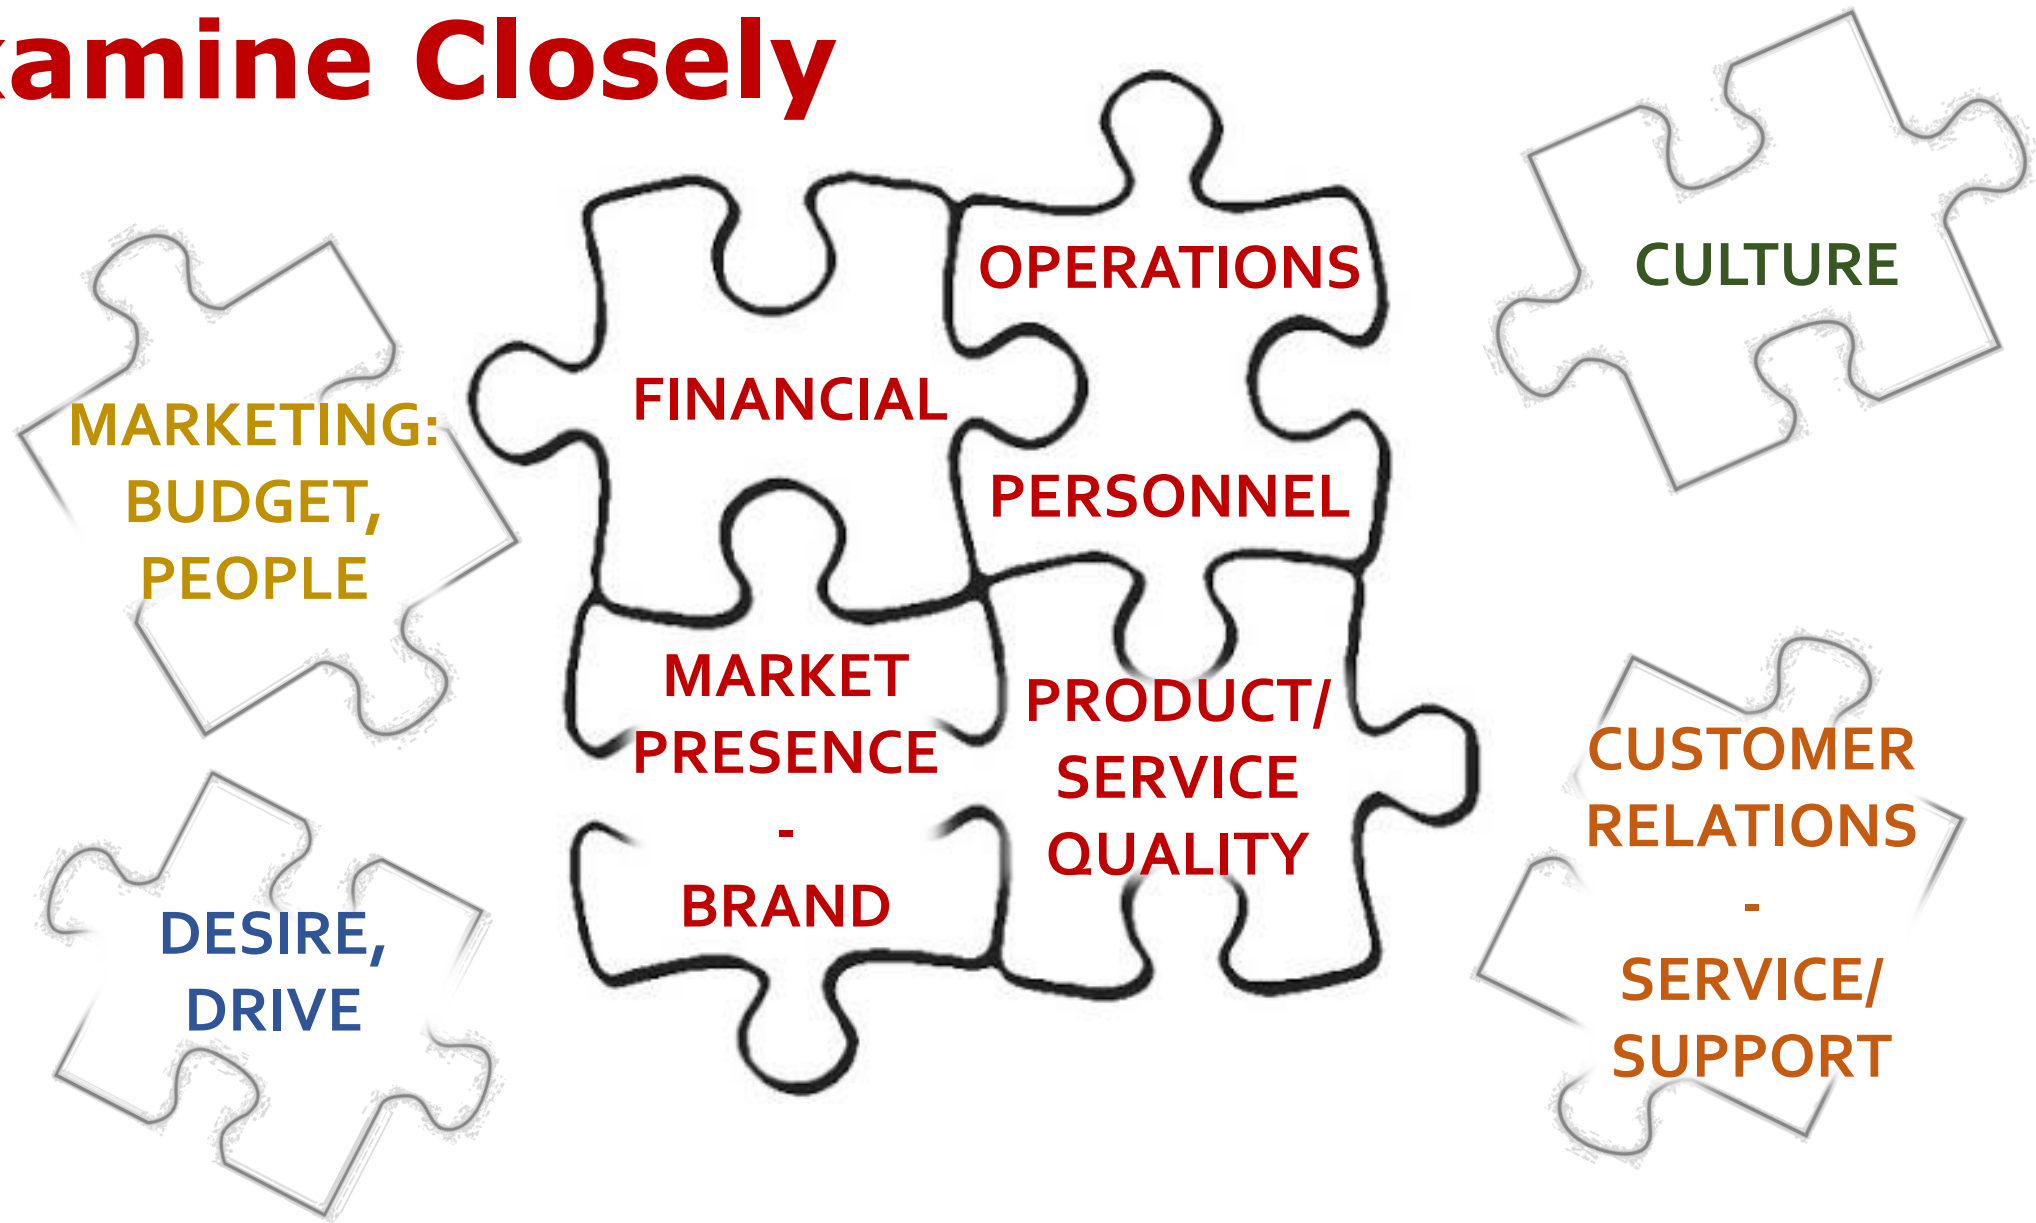 xamine Closely
OPERATIONS
CULTURE
FINANCIAL
MARKETING:
BUDGET,
PEOPLE
PERSONNEL
MARKET
PRESENCE
-
BRAND
PRODUCT/
SERVICE
QUALITY
CUSTOMER
RELATIONS
-
SERVICE/
SUPPORT
DESIRE,
DRIVE